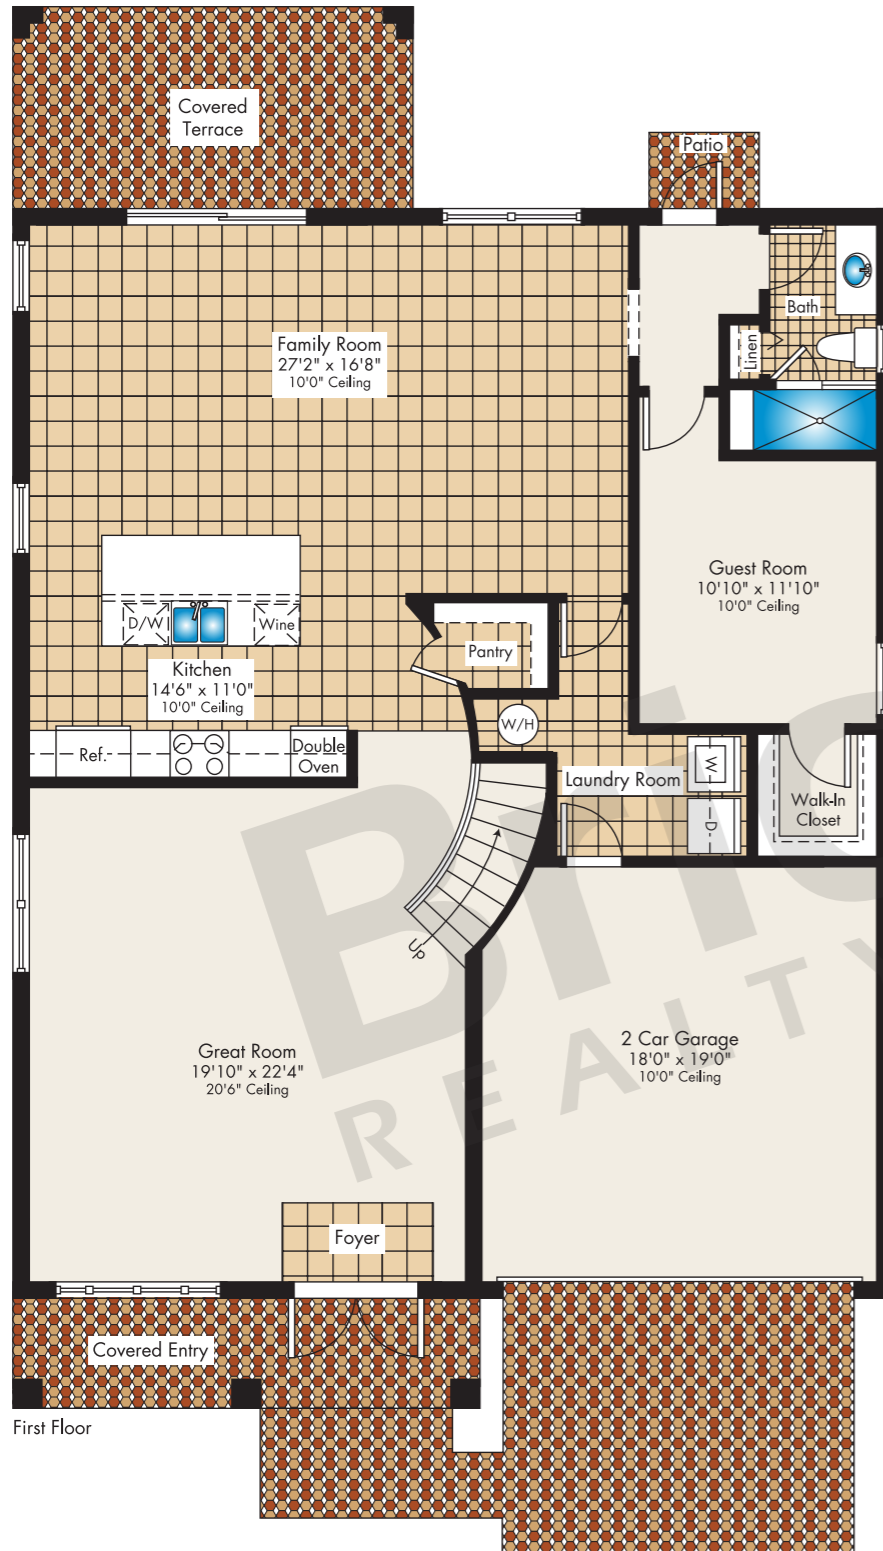 Covered
Terrace
Patio
Bath
Linen
Family Room
27'2" x 16'8"
10'0" Ceiling
Guest Room
10'10" x 11'10"
10'0" Ceiling
D/W
Wine
Pantry
Kitchen
14'6" x 11'0"
10'0" Ceiling
W/H
Ref.
Double
Oven
Laundry Room
W
D
Walk-In
Closet
Up
Great Room
19'10" x 22'4"
20'6" Ceiling
2 Car Garage
18'0" x 19'0"
10'0" Ceiling
Foyer
Covered Entry
First Floor
REALTY